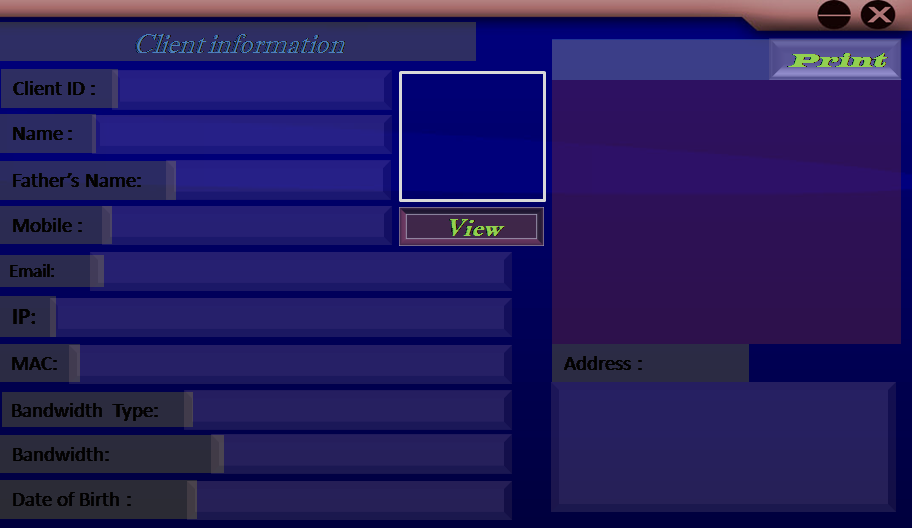 Client information
Print
Client ID :
Name :
Father's Name:
Mobile :
View
Email:
IP:
MAC:
Address :
Bandwidth Type:
Bandwidth:
Date of Birth :